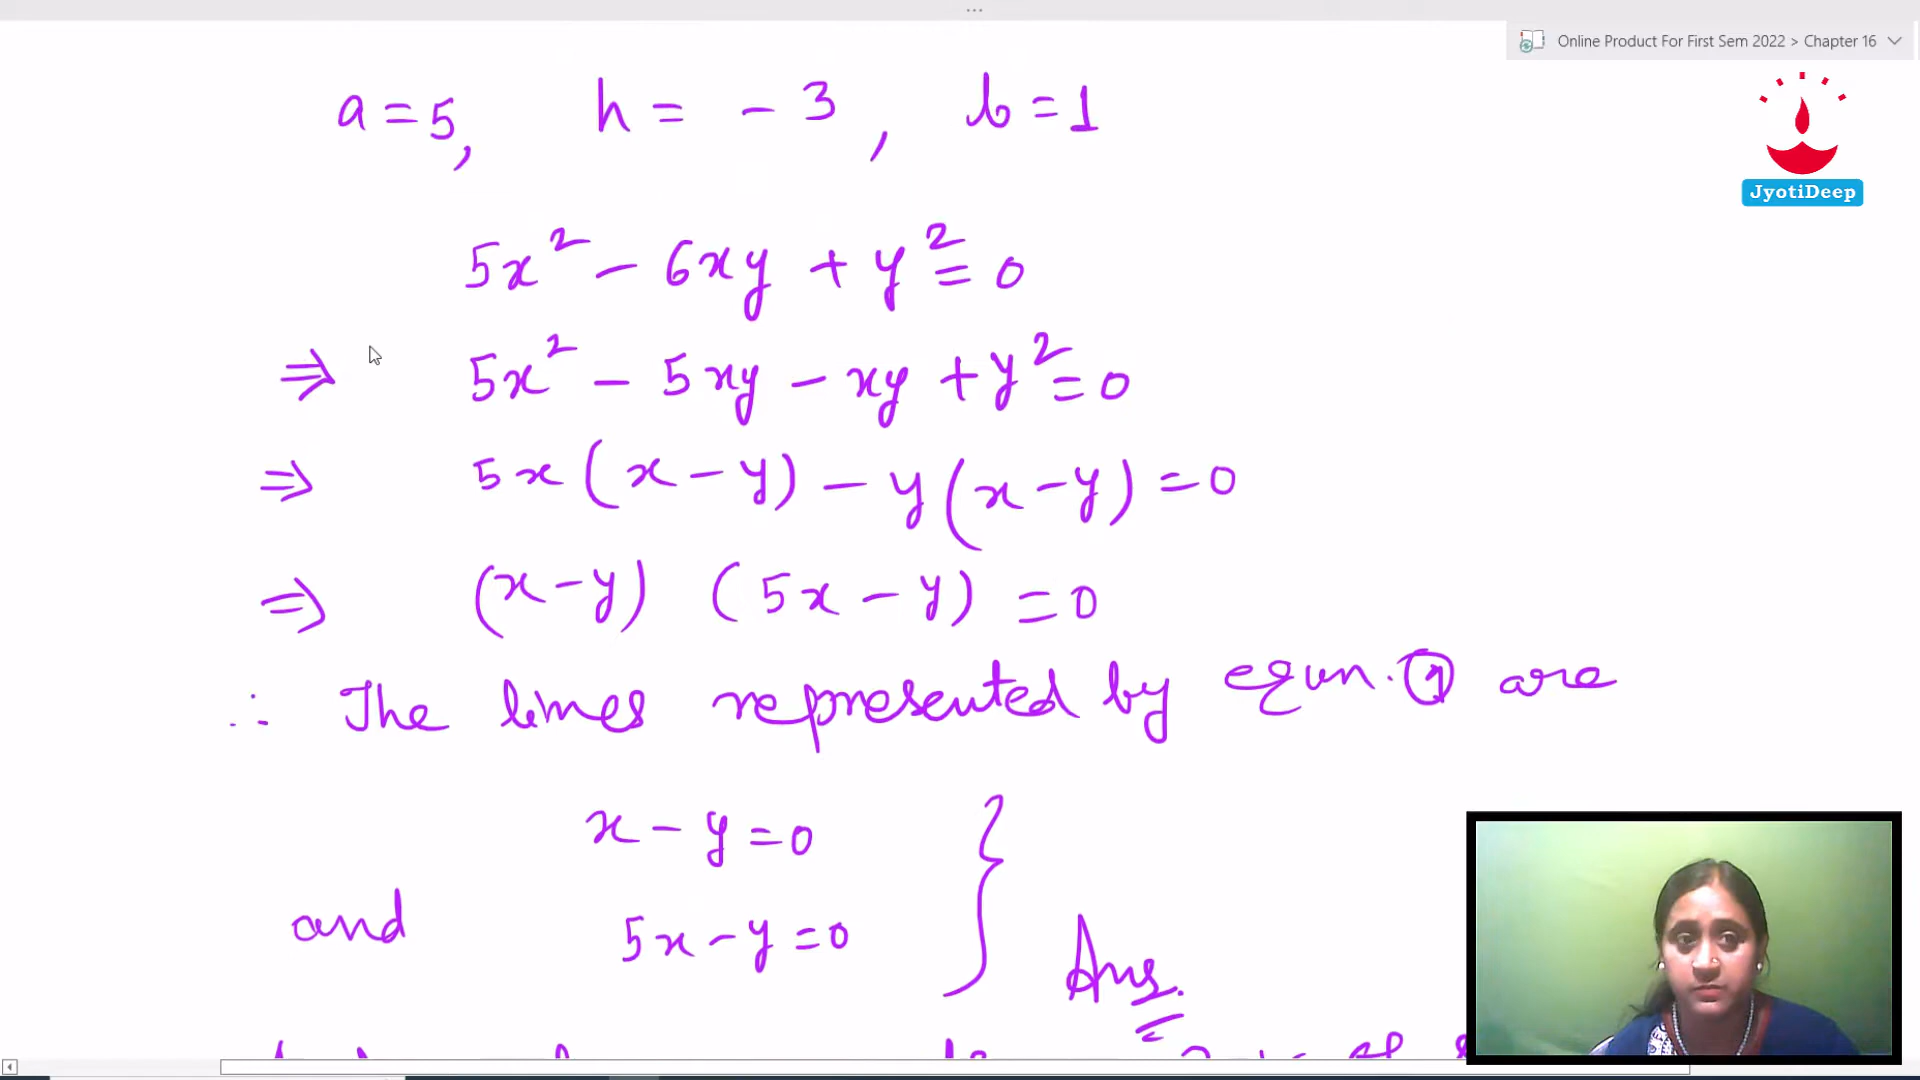 Online Product For First Sem 2022 > Chapter 16
JyotiDeep
a = 5, h = - 3, b = 1
5x² - 6xy + y² = 0
⇒ 5x² - 5xy - xy + y² = 0
⇒ 5x (x - y) - y (x - y) = 0
⇒ (x - y) (5x - y) = 0
∴ The lines represented by equn. ① are
x - y = 0
and 5x - y = 0
Ans.